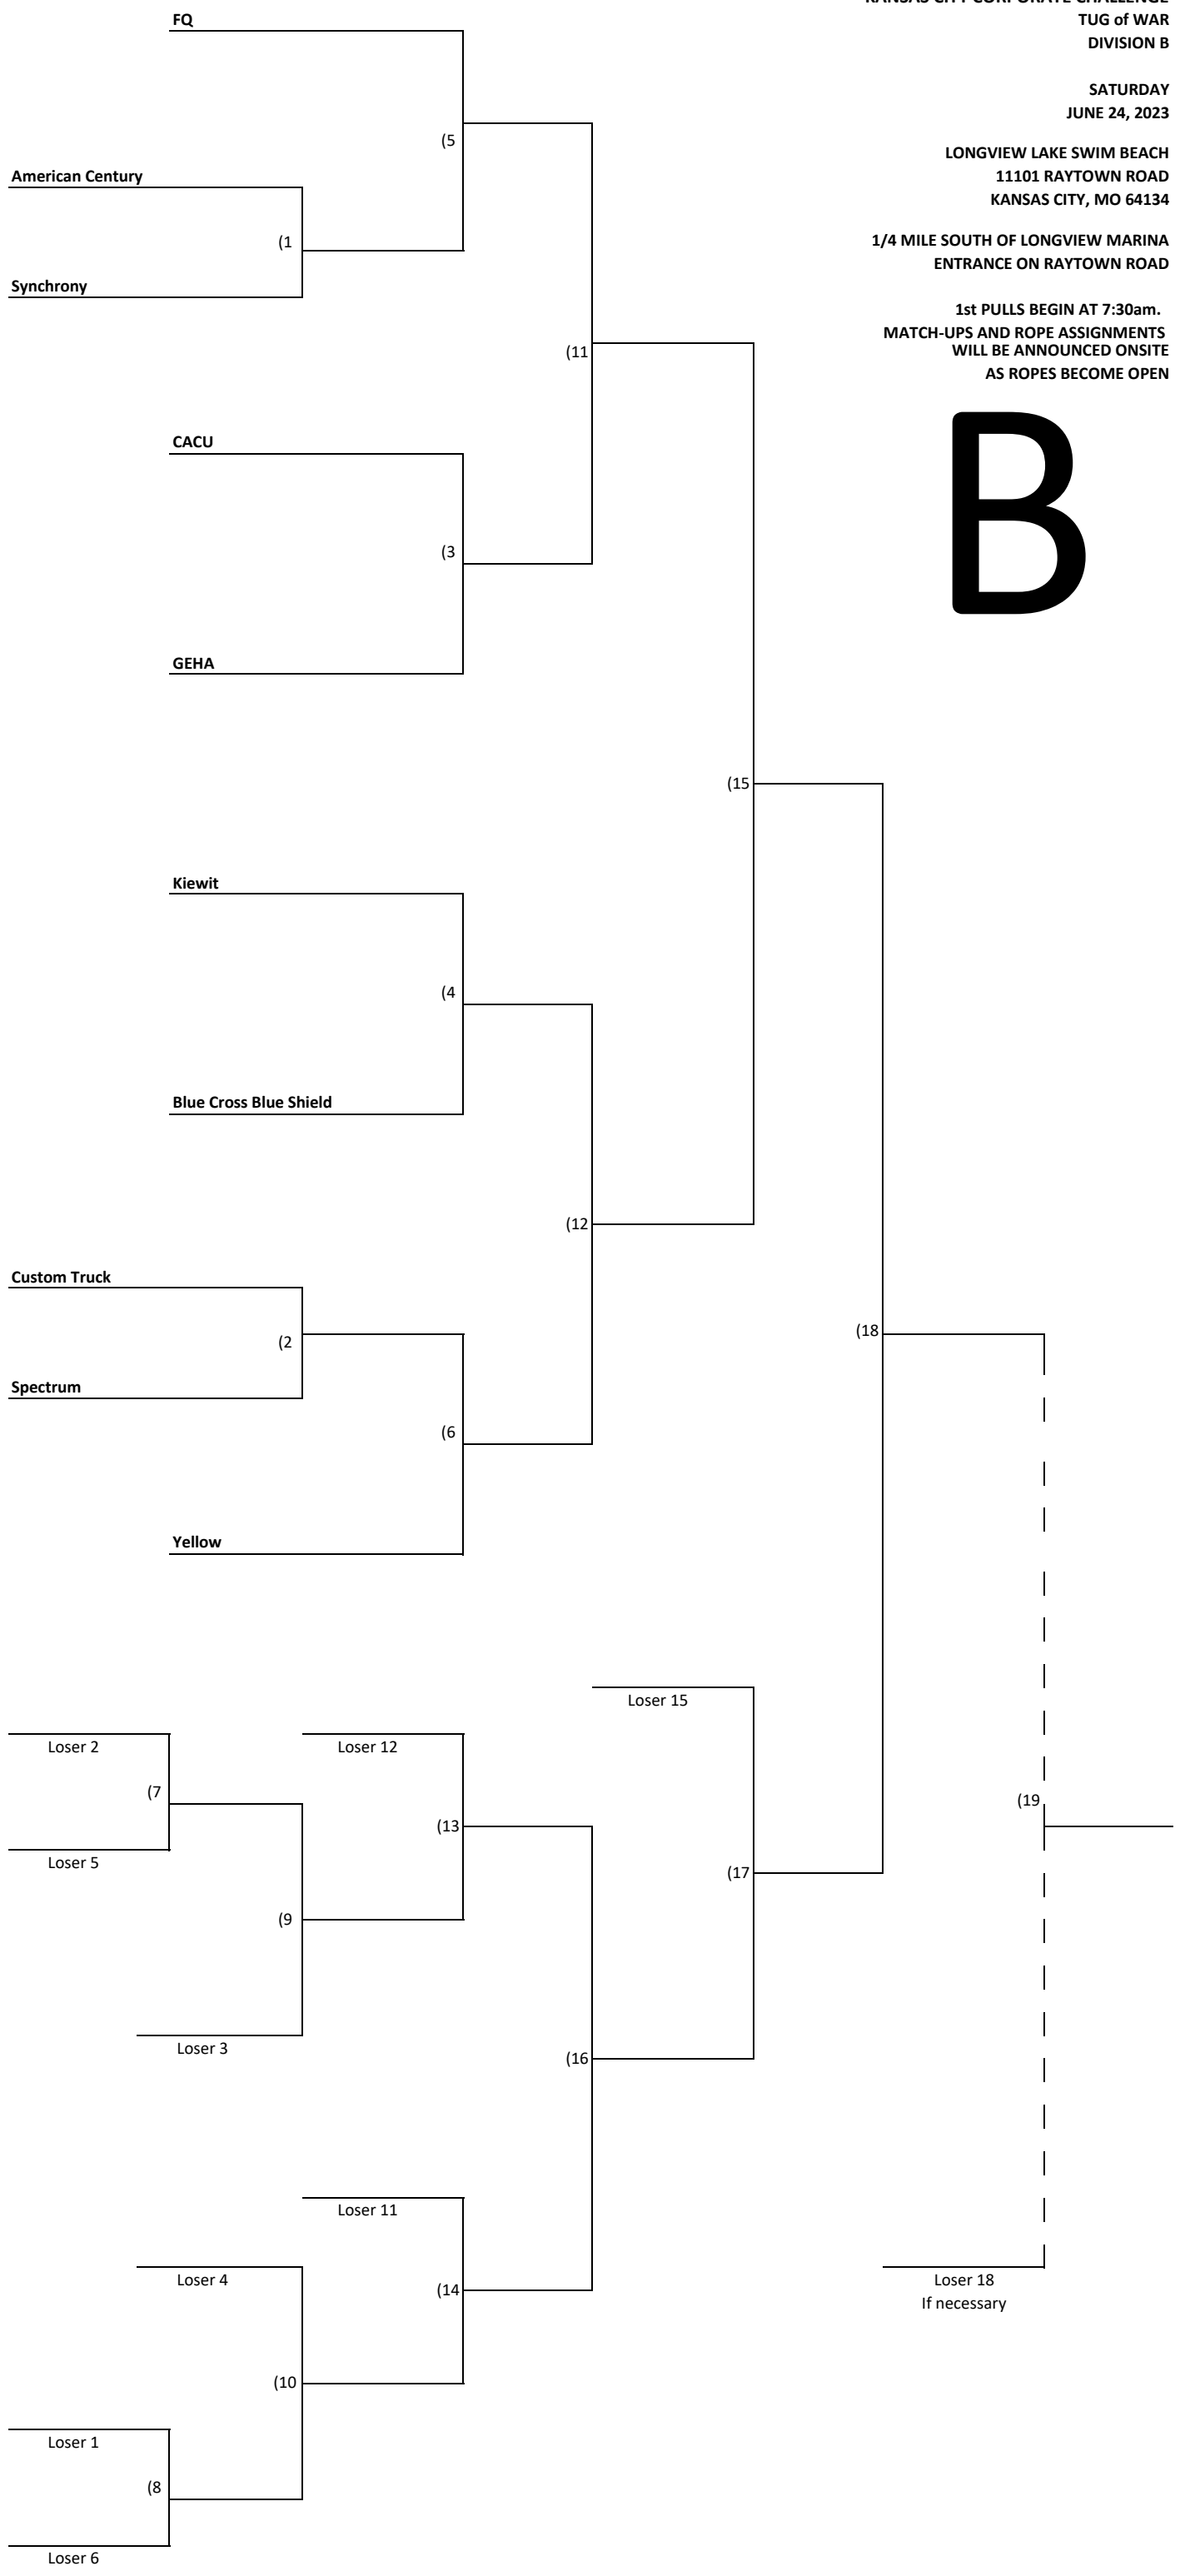 KANSAS CITY CORPORATE CHALLENGE
TUG of WAR
DIVISION B
SATURDAY
JUNE 24, 2023
LONGVIEW LAKE SWIM BEACH
11101 RAYTOWN ROAD
KANSAS CITY, MO 64134
1/4 MILE SOUTH OF LONGVIEW MARINA
ENTRANCE ON RAYTOWN ROAD
1st PULLS BEGIN AT 7:30am.
MATCH-UPS AND ROPE ASSIGNMENTS
WILL BE ANNOUNCED ONSITE
AS ROPES BECOME OPEN
B
FQ
(5
American Century
(1
Synchrony
(11
CACU
(3
GEHA
(15
Kiewit
(4
Blue Cross Blue Shield
(12
Custom Truck
(2
(18
Spectrum
(6
Yellow
Loser 15
Loser 2
Loser 12
(7
(19
(13
Loser 5
(17
(9
Loser 3
(16
Loser 11
Loser 4
(14
Loser 18
If necessary
(10
Loser 1
(8
Loser 6